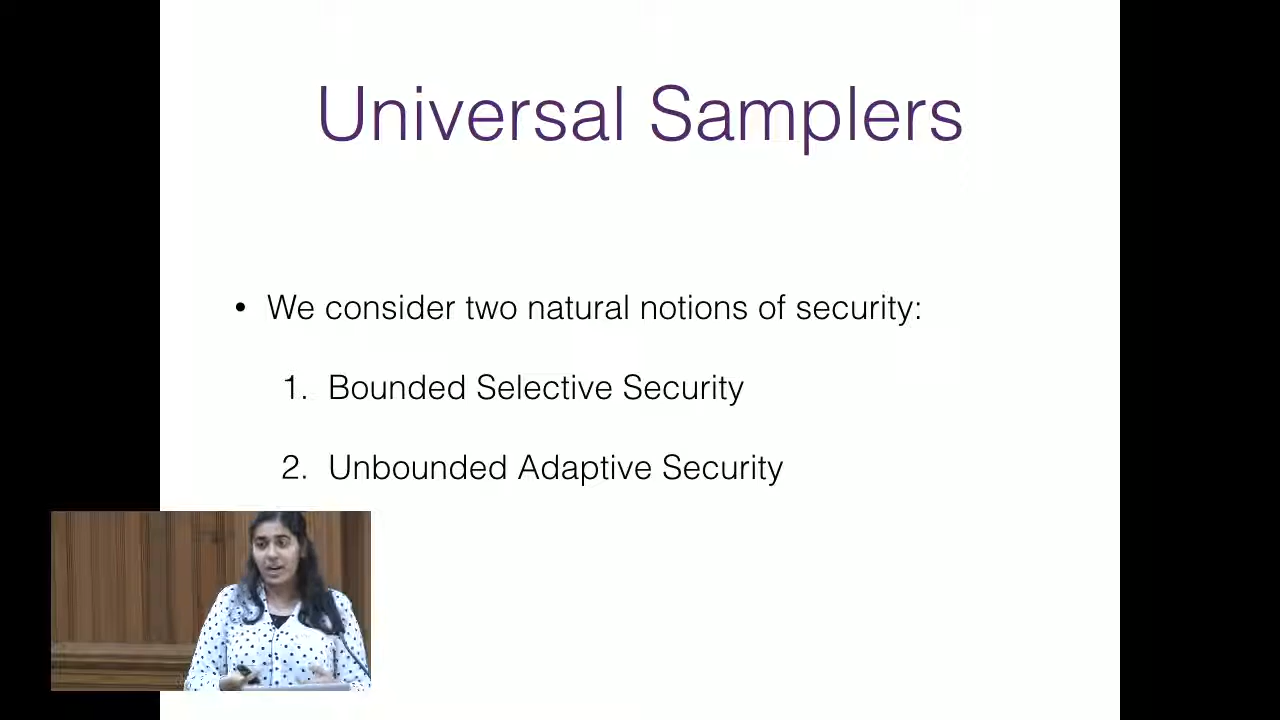 Universal Samplers
• We consider two natural notions of security:
1. Bounded Selective Security
2. Unbounded Adaptive Security